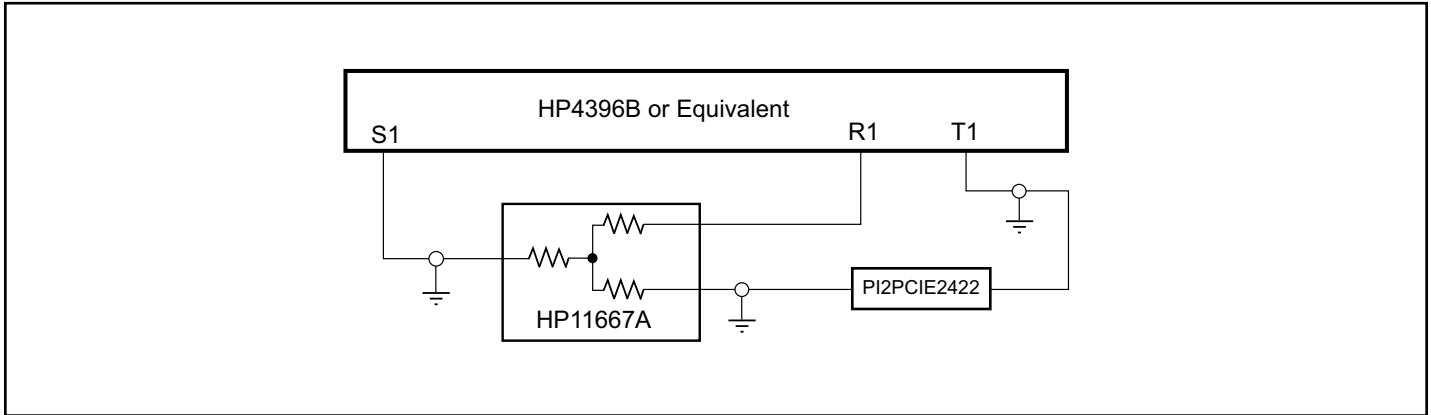 HP4396B or Equivalent
S1
R1
T1
PI2PCIE2422
HP11667A